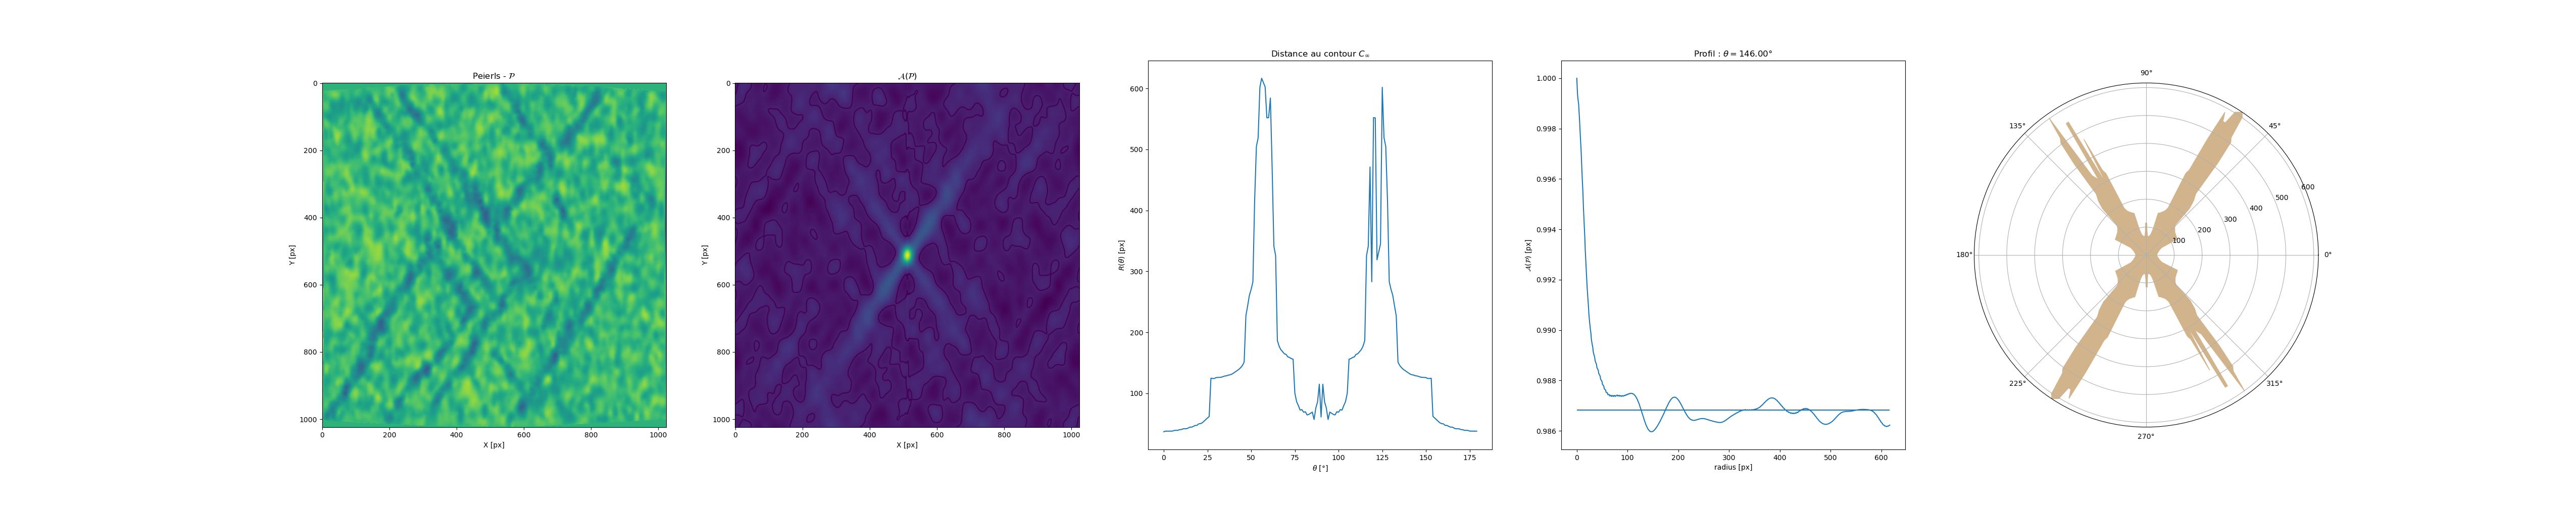 Peierls - 𝒫
0
200
400
600
800
1000
Y [px]
0 200 400 600 800 1000
X [px]
𝒜(𝒫)
0
200
400
600
800
1000
Y [px]
0 200 400 600 800 1000
X [px]
Distance au contour C∞
600
500
400
300
200
100
R(θ) [px]
0 25 50 75 100 125 150 175
θ [°]
Profil : θ = 146.00°
1.000
0.998
0.996
0.994
0.992
0.990
0.988
0.986
𝒜(𝒫) [px]
0 100 200 300 400 500 600
radius [px]
90°
135° 45°
600
500
400
300
200
100
180° 0°
225° 315°
270°